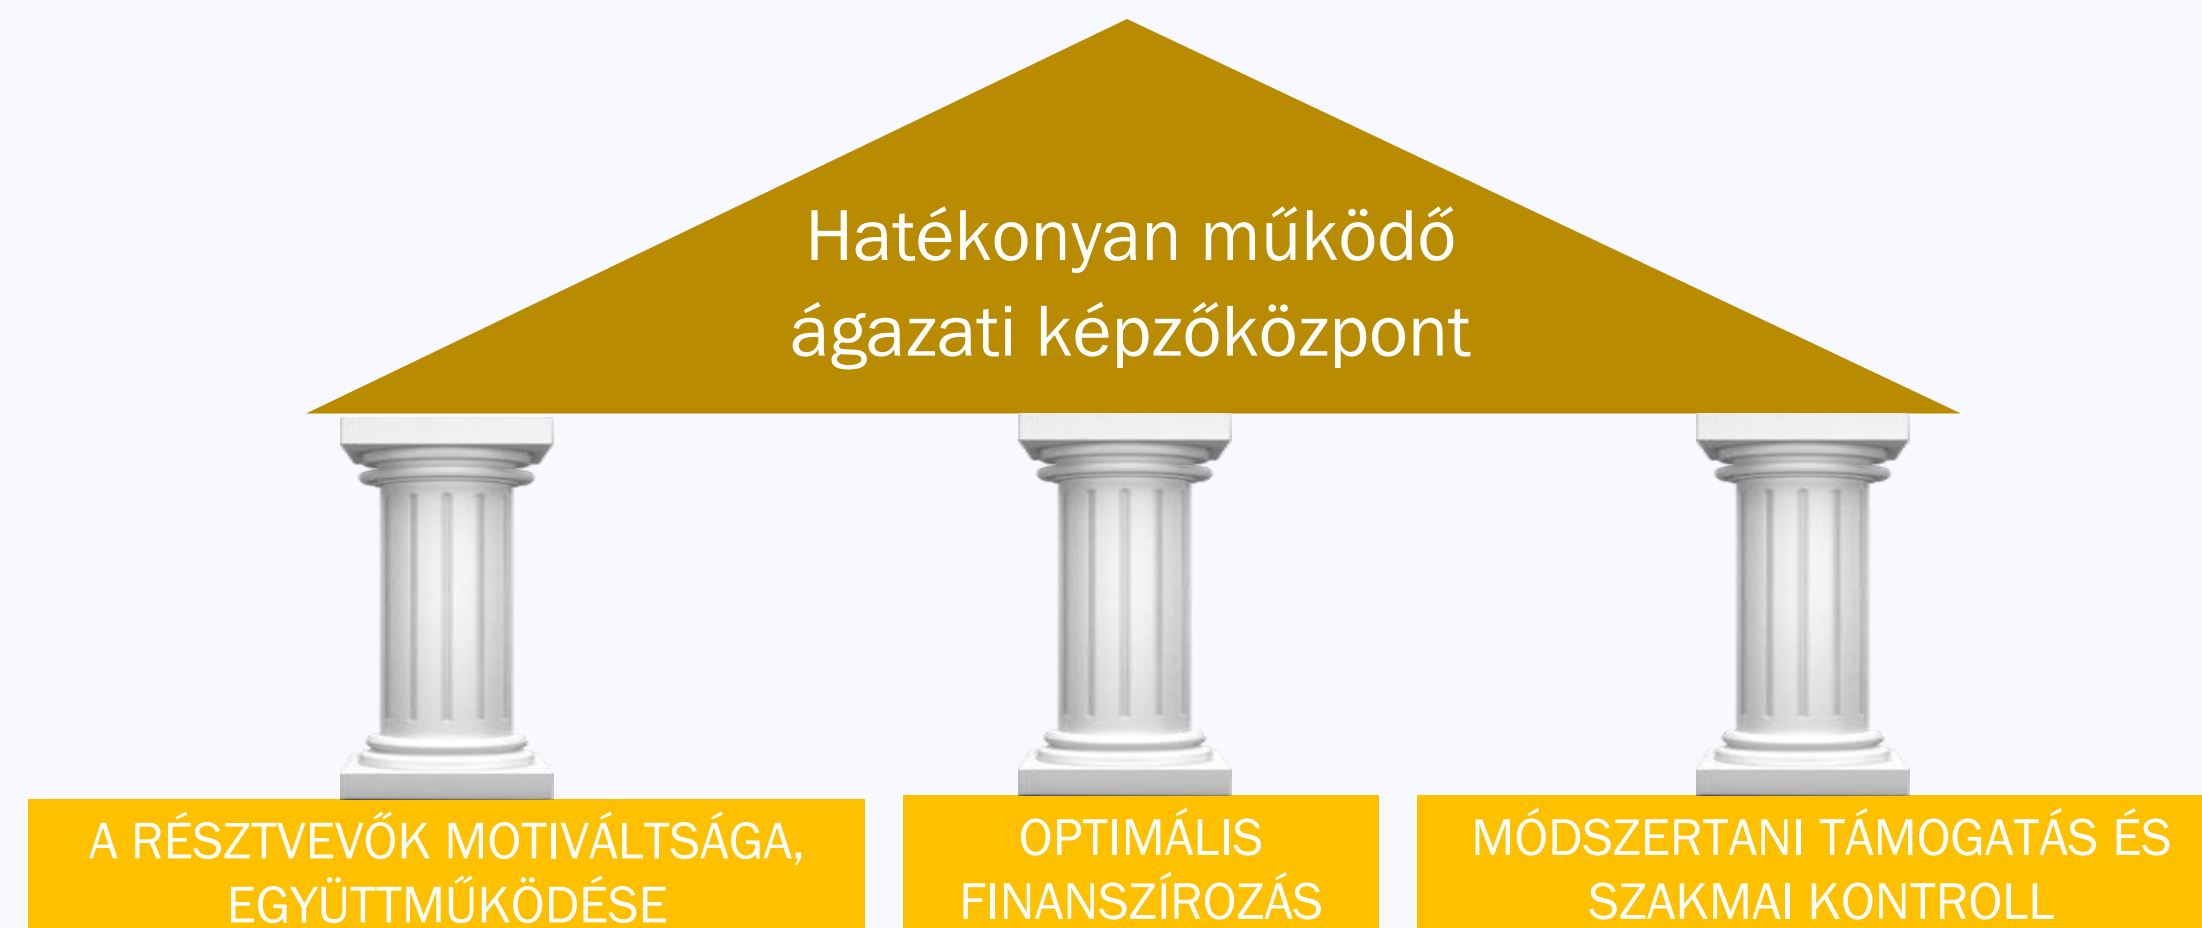 Hatékonyan működő
ágazati képzőközpont
A RÉSZTVEVŐK MOTIVÁLTSÁGA,
EGYÜTTMŰKÖDÉSE
OPTIMÁLIS
FINANSZÍROZÁS
MÓDSZERTANI TÁMOGATÁS ÉS
SZAKMAI KONTROLL